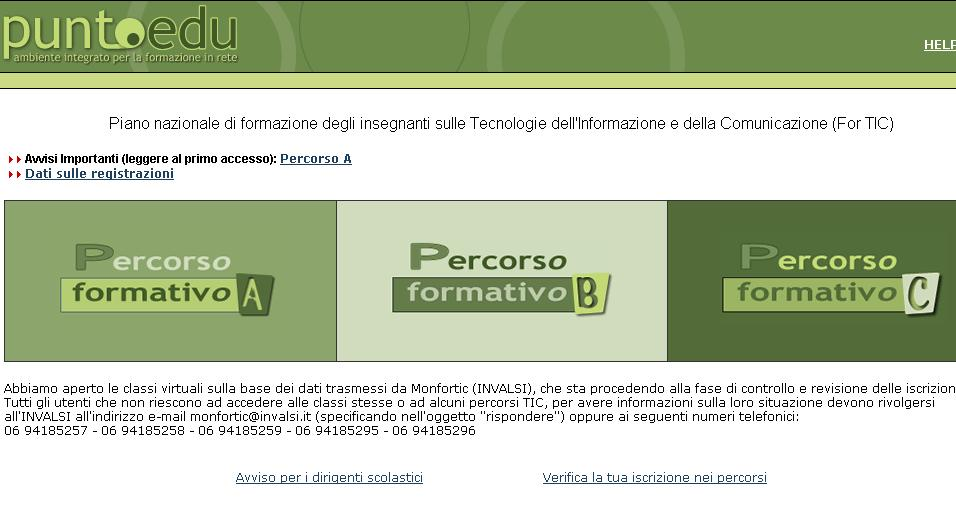 punt.edu
ambiente integrato per la formazione in rete
HELP
Piano nazionale di formazione degli insegnanti sulle Tecnologie dell'Informazione e della Comunicazione (For TIC)
Avvisi Importanti (leggere al primo accesso): Percorso A
Dati sulle registrazioni
Percorso formativo A
Percorso formativo B
Percorso formativo C
Abbiamo aperto le classi virtuali sulla base dei dati trasmessi da Monfortic (INVALSI), che sta procedendo alla fase di controllo e revisione delle iscrizion
Tutti gli utenti che non riescono ad accedere alle classi stesse o ad alcuni percorsi TIC, per avere informazioni sulla loro situazione devono rivolgersi
all'INVALSI all'indirizzo e-mail monfortic@invalsi.it (specificando nell'oggetto "rispondere") oppure ai seguenti numeri telefonici:
06 94185257 - 06 94185258 - 06 94185259 - 06 94185295 - 06 94185296
Avviso per i dirigenti scolastici
Verifica la tua iscrizione nei percorsi